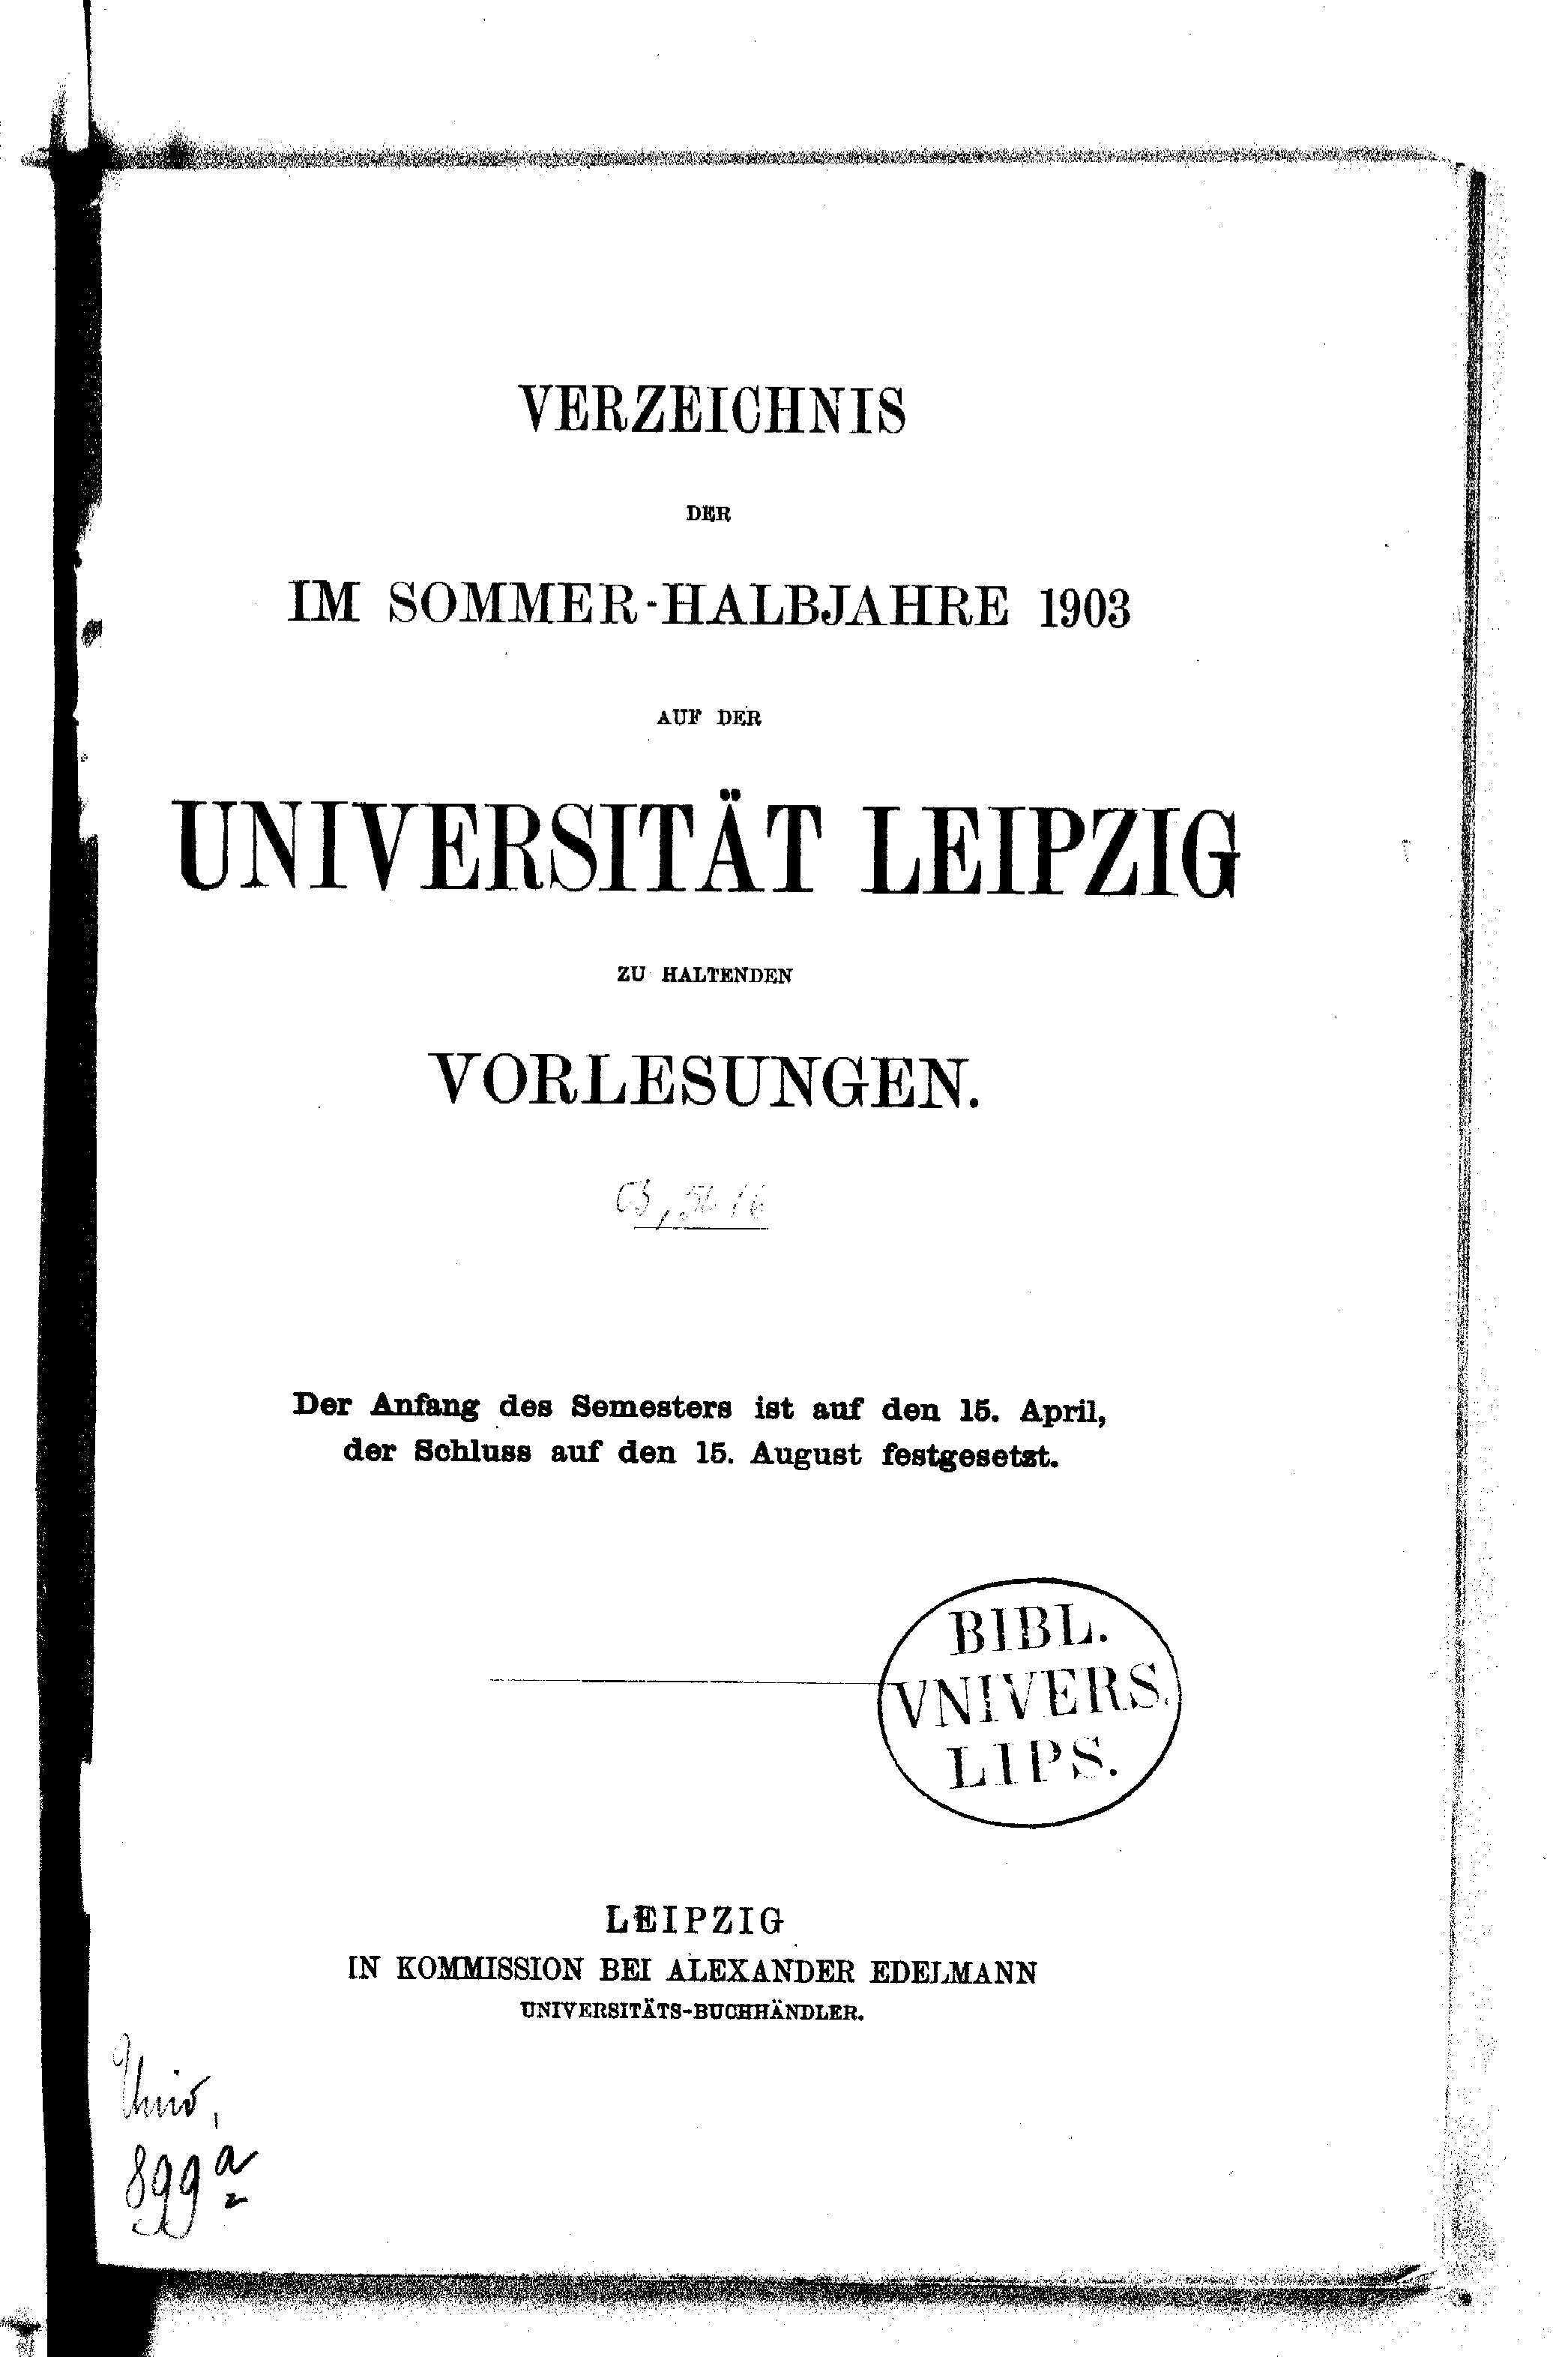 VERZEICHNIS
DER
IM SOMMER-HALBJAHRE 1903
AUF DER
UNIVERSITÄT LEIPZIG
ZU HALTENDEN
VORLESUNGEN.
Der Anfang des Semesters ist auf den 15. April,
der Schluss auf den 15. August festgesetzt.
BIBL.
VNIVERS.
LIPS.
LEIPZIG
IN KOMMISSION BEI ALEXANDER EDELMANN
UNIVERSITÄTS-BUCHHÄNDLER.
Univ.
899 a